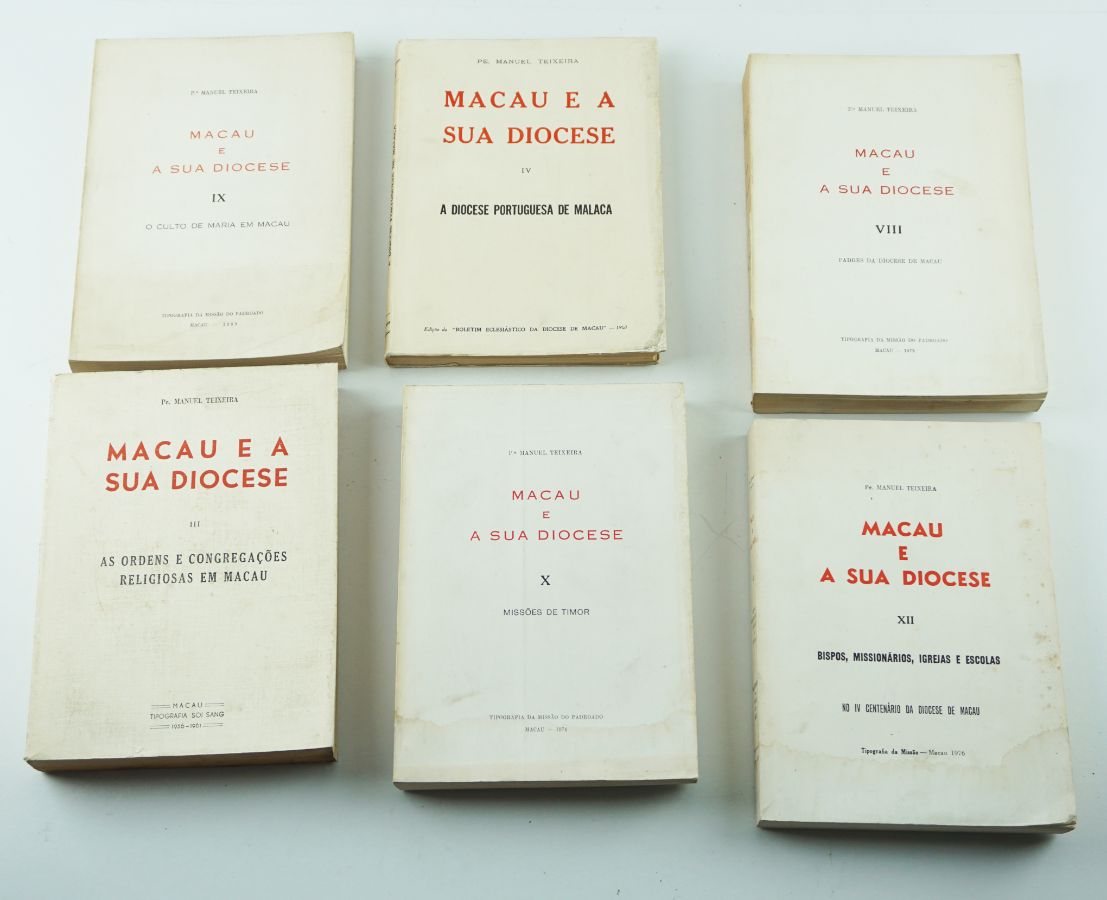 Pe. MANUEL TEIXEIRA
MACAU
E
A SUA DIOCESE
IX
O CULTO DE MARIA EM MACAU
TIPOGRAFIA DA MISSÃO DO PADROADO
MACAU —
PE. MANUEL TEIXEIRA
MACAU E A
SUA DIOCESE
IV
A DIOCESE PORTUGUESA DE MALACA
Edição do "BOLETIM ECLESIÁSTICO DA DIOCESE DE MACAU" —
Pe. MANUEL TEIXEIRA
MACAU
E
A SUA DIOCESE
VIII
PADRES DA DIOCESE DE MACAU
TIPOGRAFIA DA MISSÃO DO PADROADO
MACAU —
Pe. MANUEL TEIXEIRA
MACAU E A
SUA DIOCESE
III
AS ORDENS E CONGREGAÇÕES
RELIGIOSAS EM MACAU
MACAU
TIPOGRAFIA SOI SANG
1956-1961
Pe. MANUEL TEIXEIRA
MACAU
E
A SUA DIOCESE
X
MISSÕES DE TIMOR
TIPOGRAFIA DA MISSÃO DO PADROADO
MACAU — 1974
Pe. MANUEL TEIXEIRA
MACAU
E
A SUA DIOCESE
XII
BISPOS, MISSIONÁRIOS, IGREJAS E ESCOLAS
NO IV CENTENÁRIO DA DIOCESE DE MACAU
Tipografia da Missão — Macau 1976